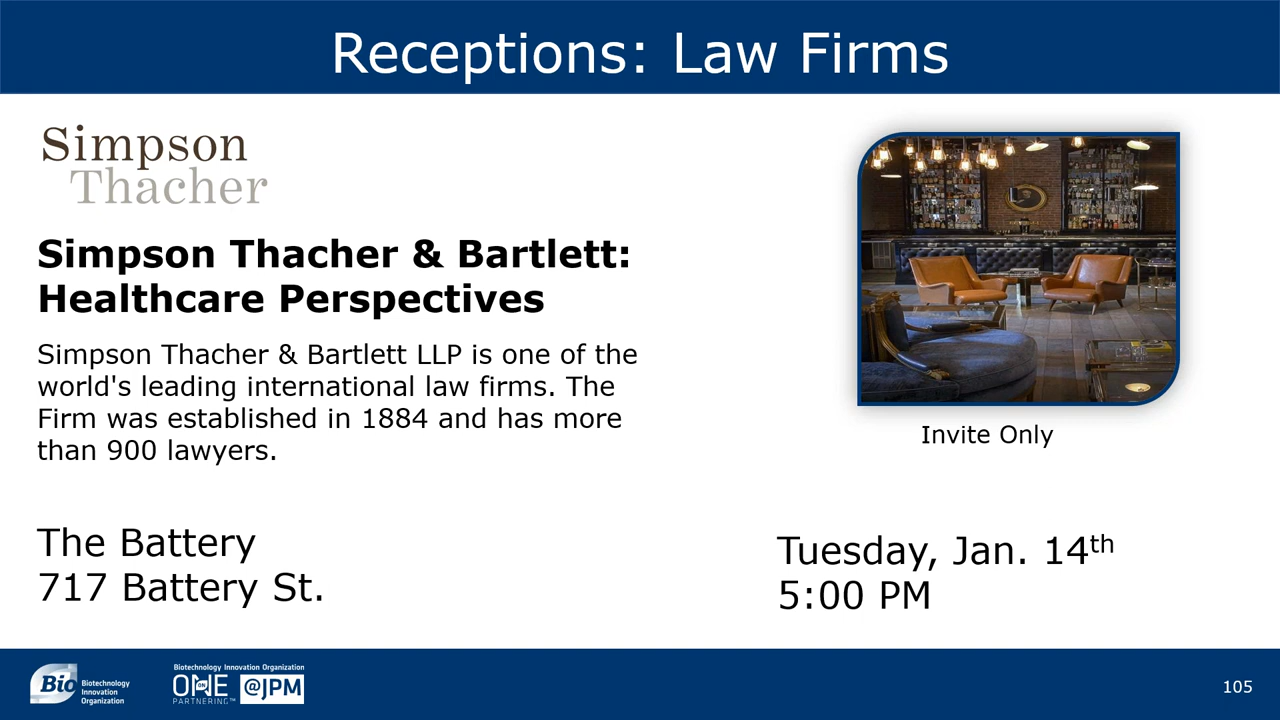 Receptions: Law Firms
Simpson
Thacher
Simpson Thacher & Bartlett:
Healthcare Perspectives
Simpson Thacher & Bartlett LLP is one of the
world's leading international law firms. The
Firm was established in 1884 and has more
than 900 lawyers.
Invite Only
The Battery
717 Battery St.
Tuesday, Jan. 14th
5:00 PM
Bio
Biotechnology
Innovation
Organization
Biotechnology Innovation Organization
ONE ON
PARTNERING™
@JPM
105